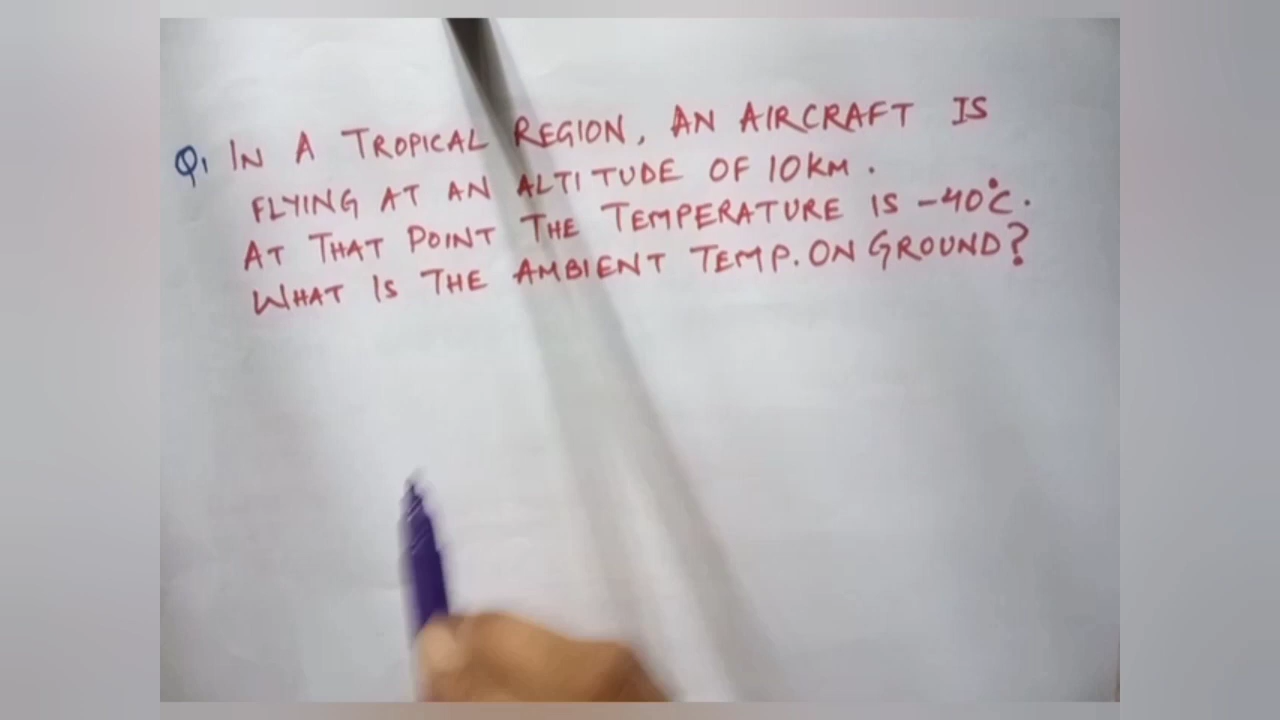 Q1 IN A TROPICAL REGION, AN AIRCRAFT IS
FLYING AT AN ALTITUDE OF 10KM.
AT THAT POINT THE TEMPERATURE IS -40°C.
WHAT IS THE AMBIENT TEMP. ON GROUND?